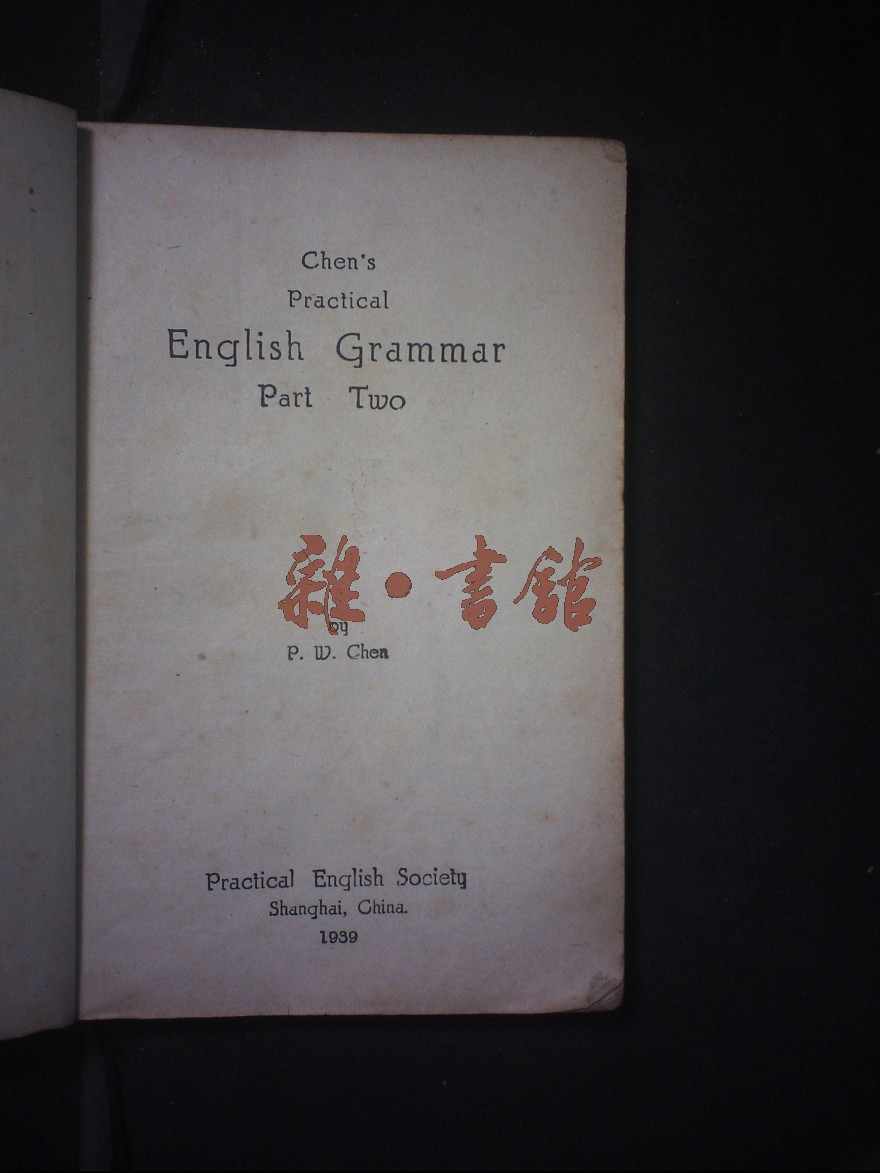 Chen's
Practical
English Grammar
Part Two
雜·書館
by
P. W. Chen
Practical English Society
Shanghai, China.
1939